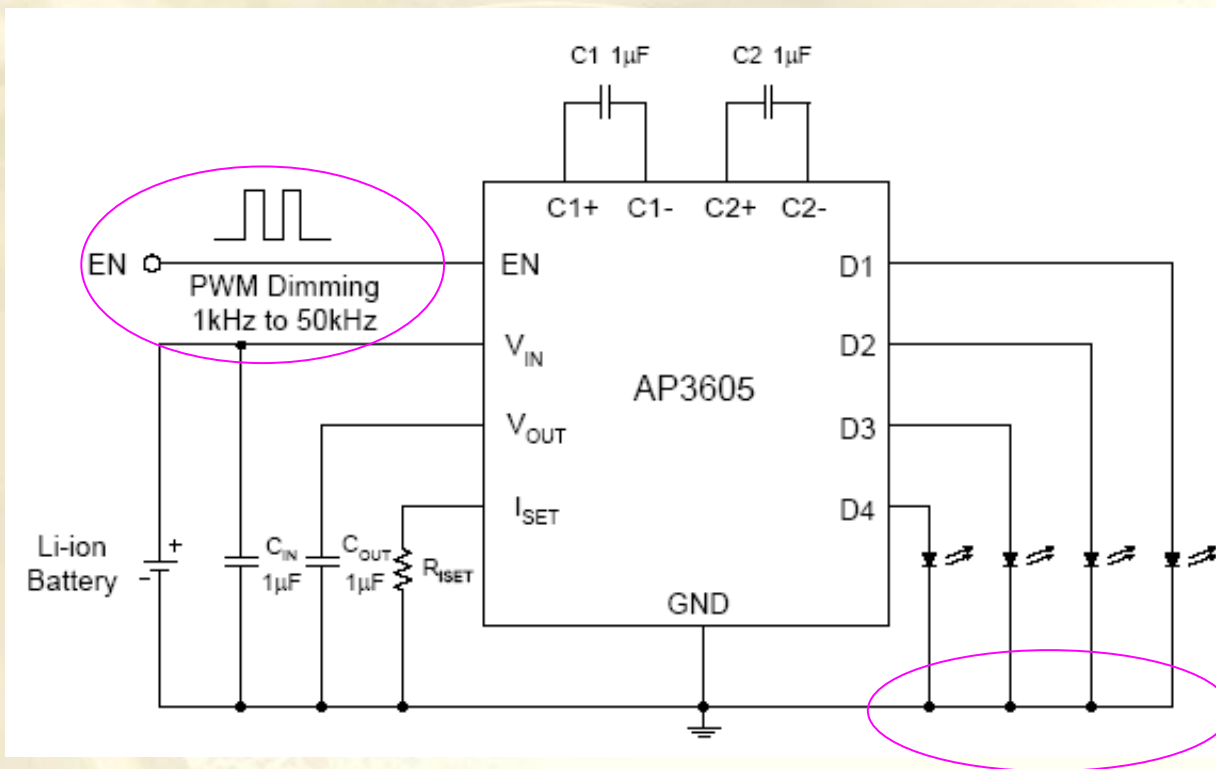 C1 1μF
C2 1μF
C1+ C1- C2+ C2-
EN
EN
D1
PWM Dimming
1kHz to 50kHz
VIN
D2
AP3605
VOUT
D3
ISET
D4
Li-ion
Battery
+
-
CIN
1μF
COUT
1μF
RISET
GND